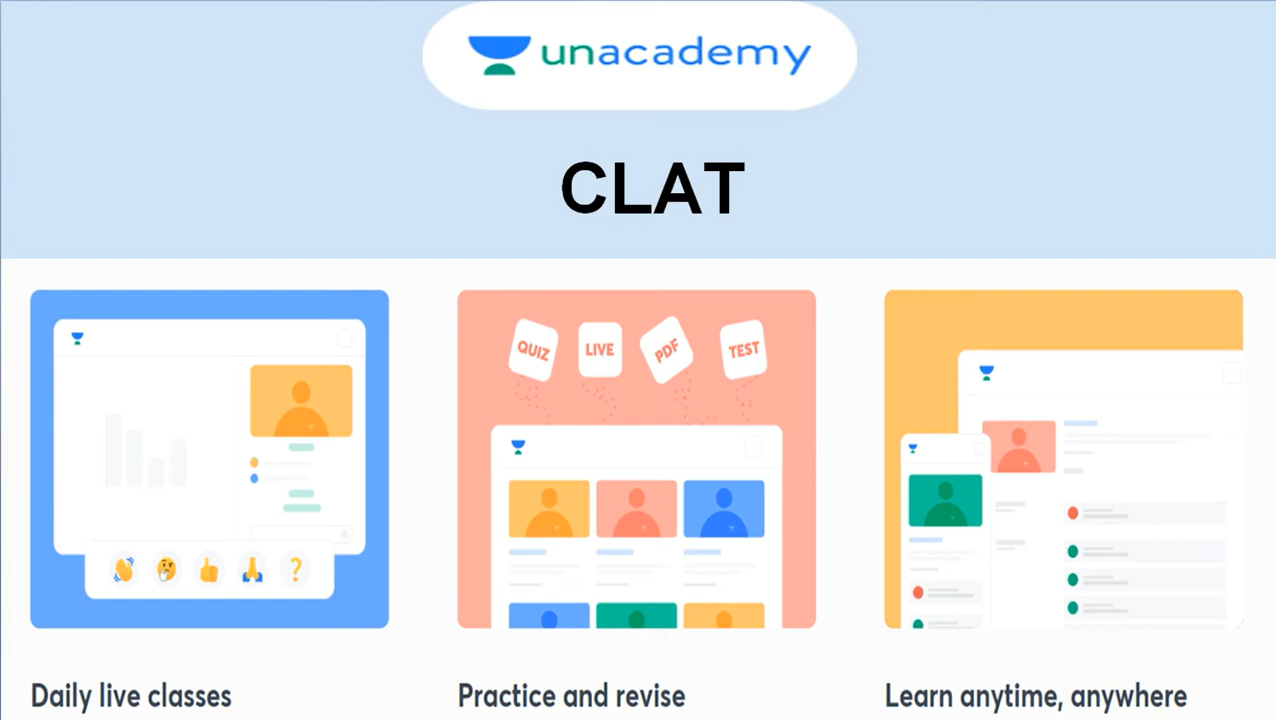 unacademy
CLAT
QUIZ
LIVE
PDF
TEST
?
Daily live classes
Practice and revise
Learn anytime, anywhere